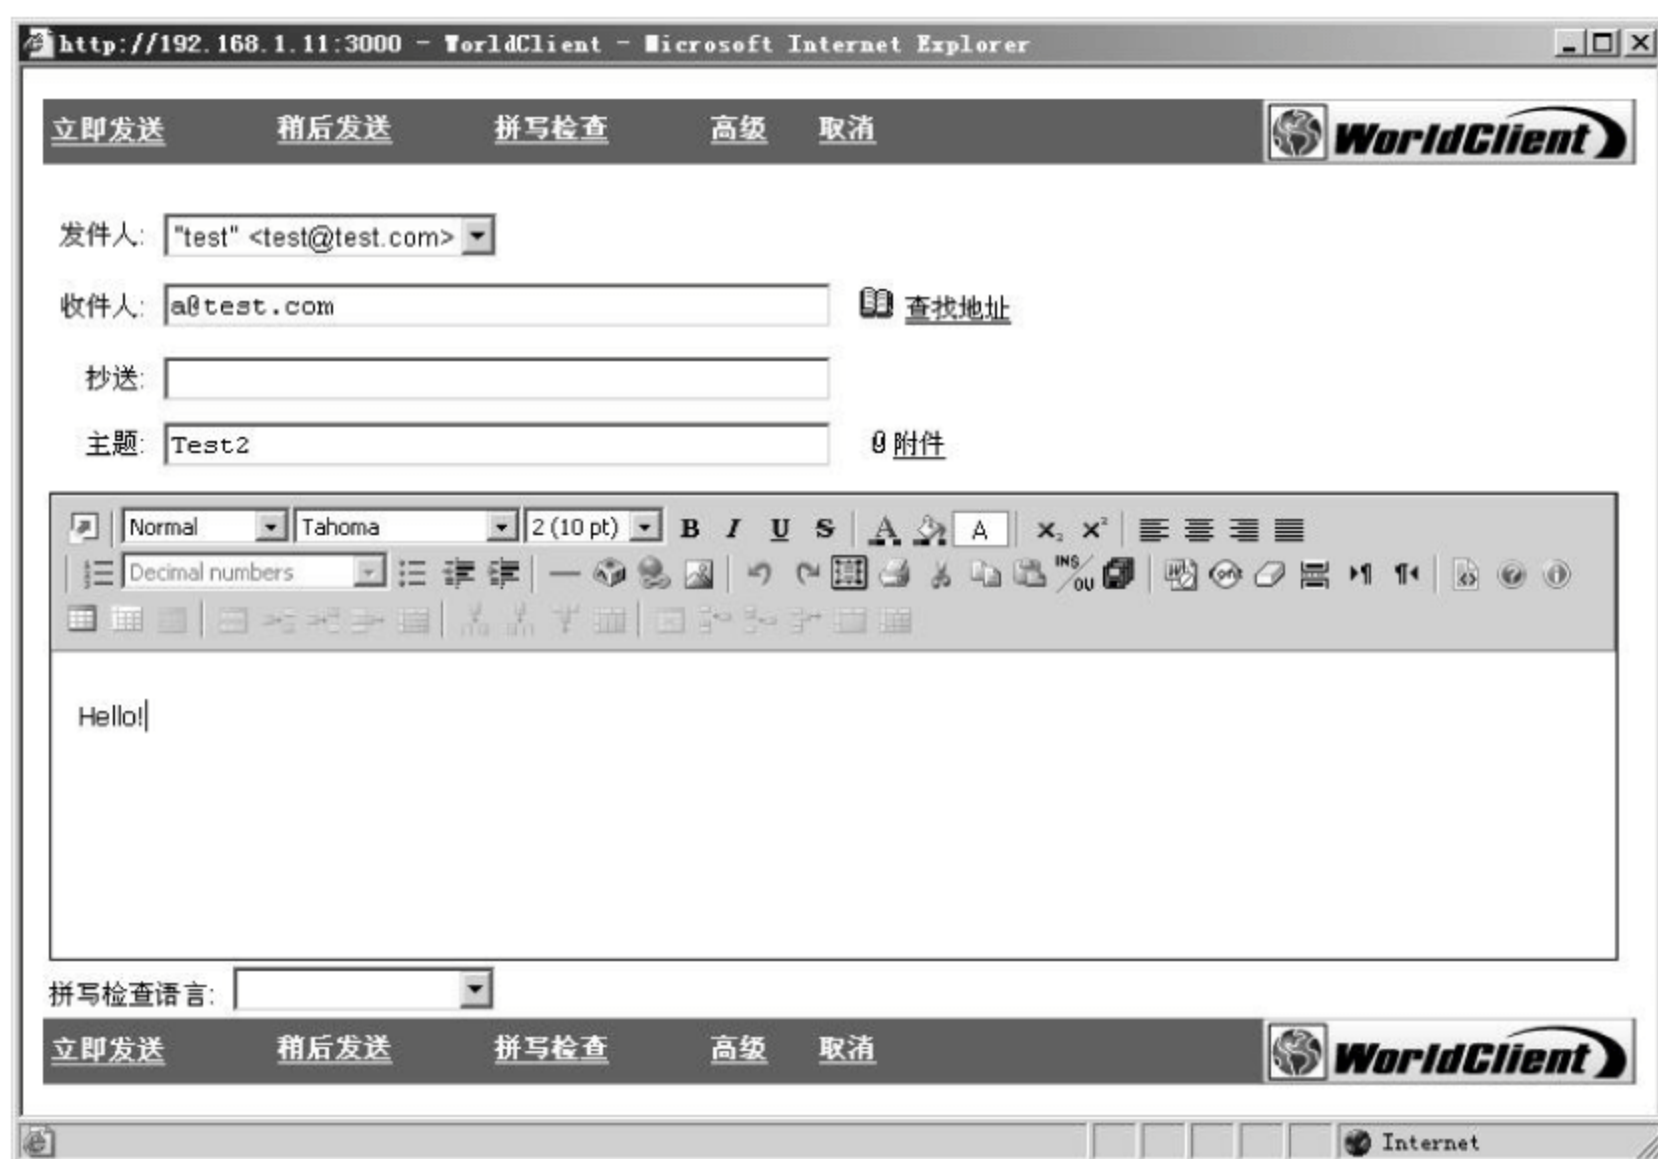 http://192.168.1.11:3000 - WorldClient - Microsoft Internet Explorer
立即发送 稍后发送 拼写检查 高级 取消 WorldClient
发件人: "test" <test@test.com>
收件人: a@test.com 查找地址
抄送:
主题: Test2 附件
Normal Tahoma 2 (10 pt) B I U S A A x₂ x²
Decimal numbers INS/OU
Hello!
拼写检查语言:
立即发送 稍后发送 拼写检查 高级 取消 WorldClient
Internet